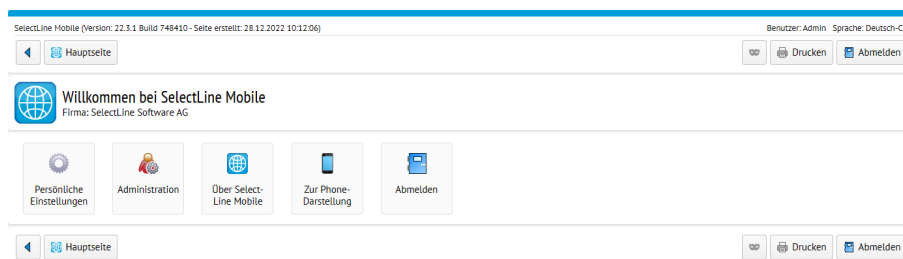 SelectLine Mobile (Version: 22.3.1 Build 748410 - Seite erstellt: 28.12.2022 10:12:06) Benutzer: Admin Sprache: Deutsch-C
Hauptseite Drucken Abmelden
Willkommen bei SelectLine Mobile
Firma: SelectLine Software AG
Persönliche Administration Über Select- Zur Phone- Abmelden
Einstellungen Line Mobile Darstellung
Hauptseite Drucken Abmelden